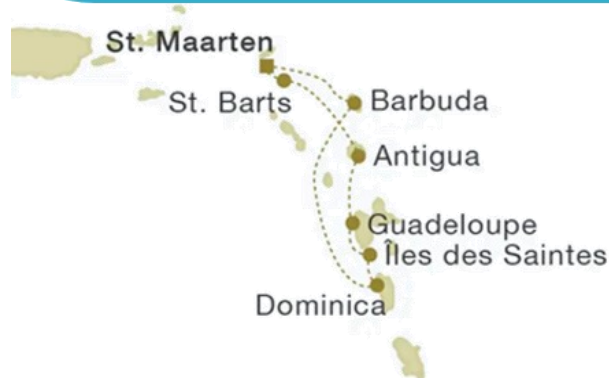 St. Maarten
St. Barts
Barbuda
Antigua
Guadeloupe
Îles des Saintes
Dominica